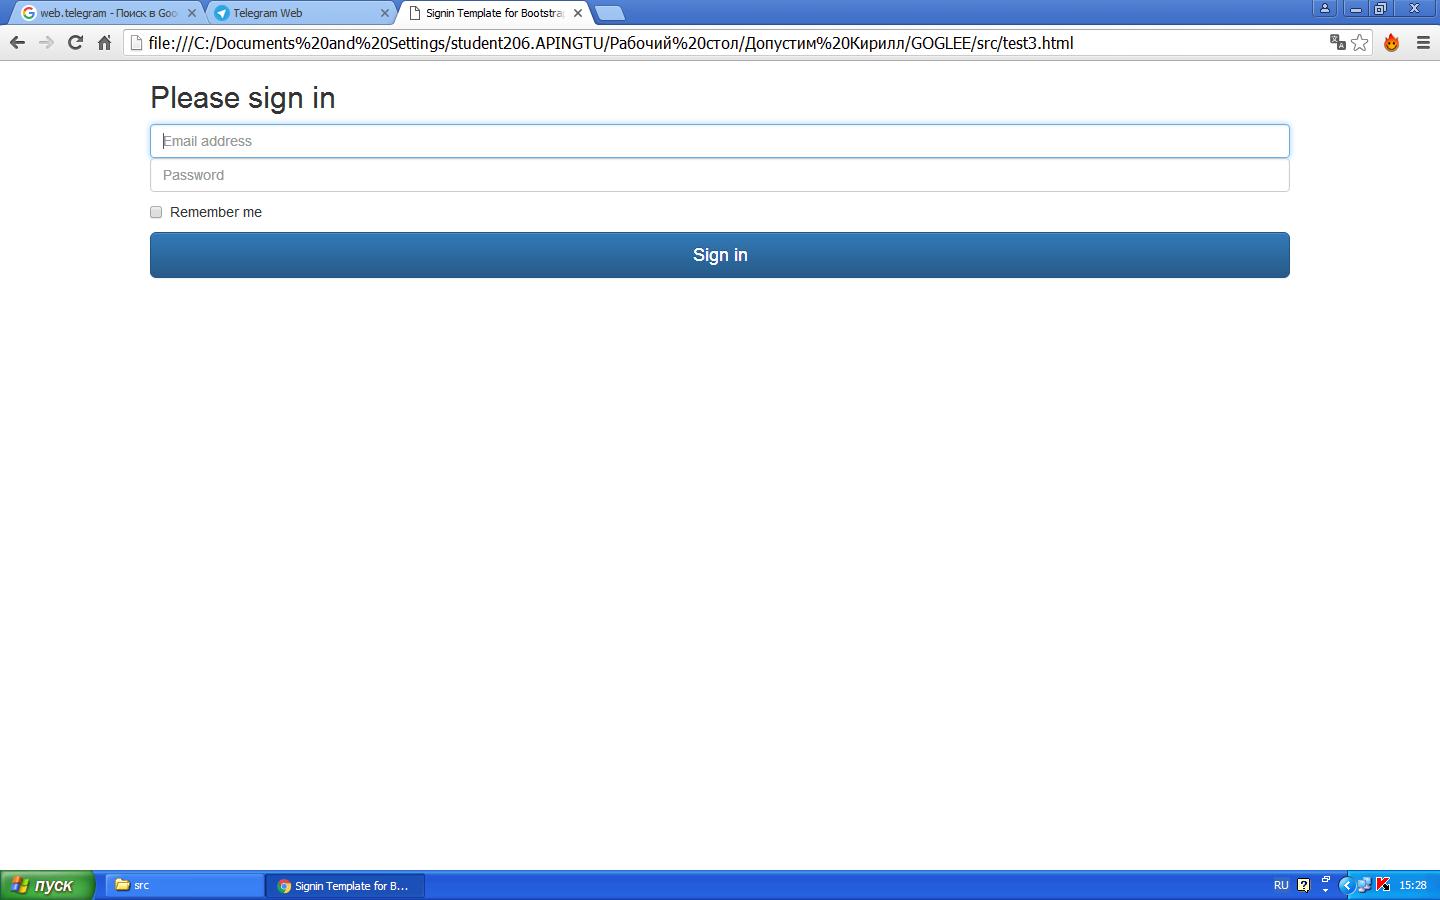 web.telegram - Поиск в Goo
Telegram Web
Signin Template for Bootstra
file:///C:/Documents%20and%20Settings/student206.APINGTU/Рабочий%20стол/Допустим%20Кирилл/GOGLEE/src/test3.html
Please sign in
Email address
Password
Remember me
Sign in
пуск
src
Signin Template for B...
RU
15:28